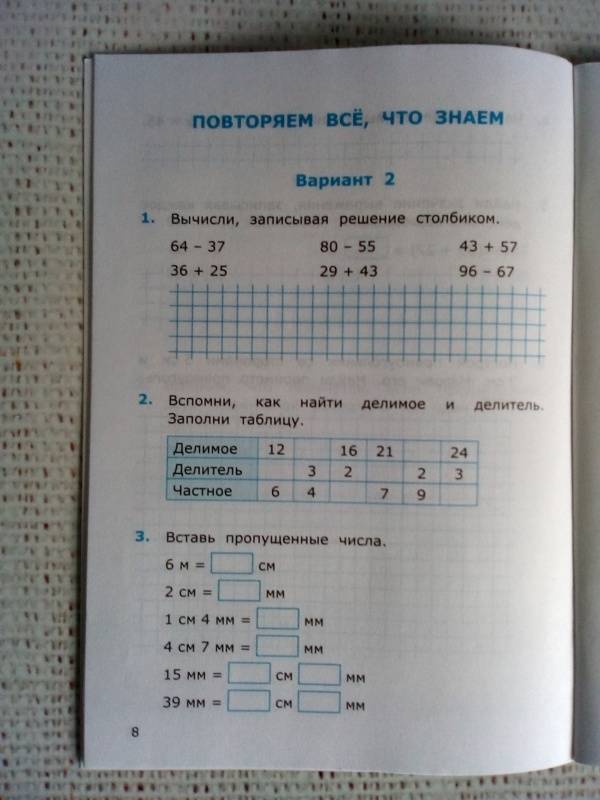 ПОВТОРЯЕМ ВСЁ, ЧТО ЗНАЕМ
Вариант 2
1. Вычисли, записывая решение столбиком.
64 – 37 80 – 55 43 + 57
36 + 25 29 + 43 96 – 67
2. Вспомни, как найти делимое и делитель.
Заполни таблицу.
Делимое 12 16 21 24
Делитель 3 2 2 3
Частное 6 4 7 9
3. Вставь пропущенные числа.
6 м = см
2 см = мм
1 см 4 мм = мм
4 см 7 мм = мм
15 мм = см мм
39 мм = см мм
8